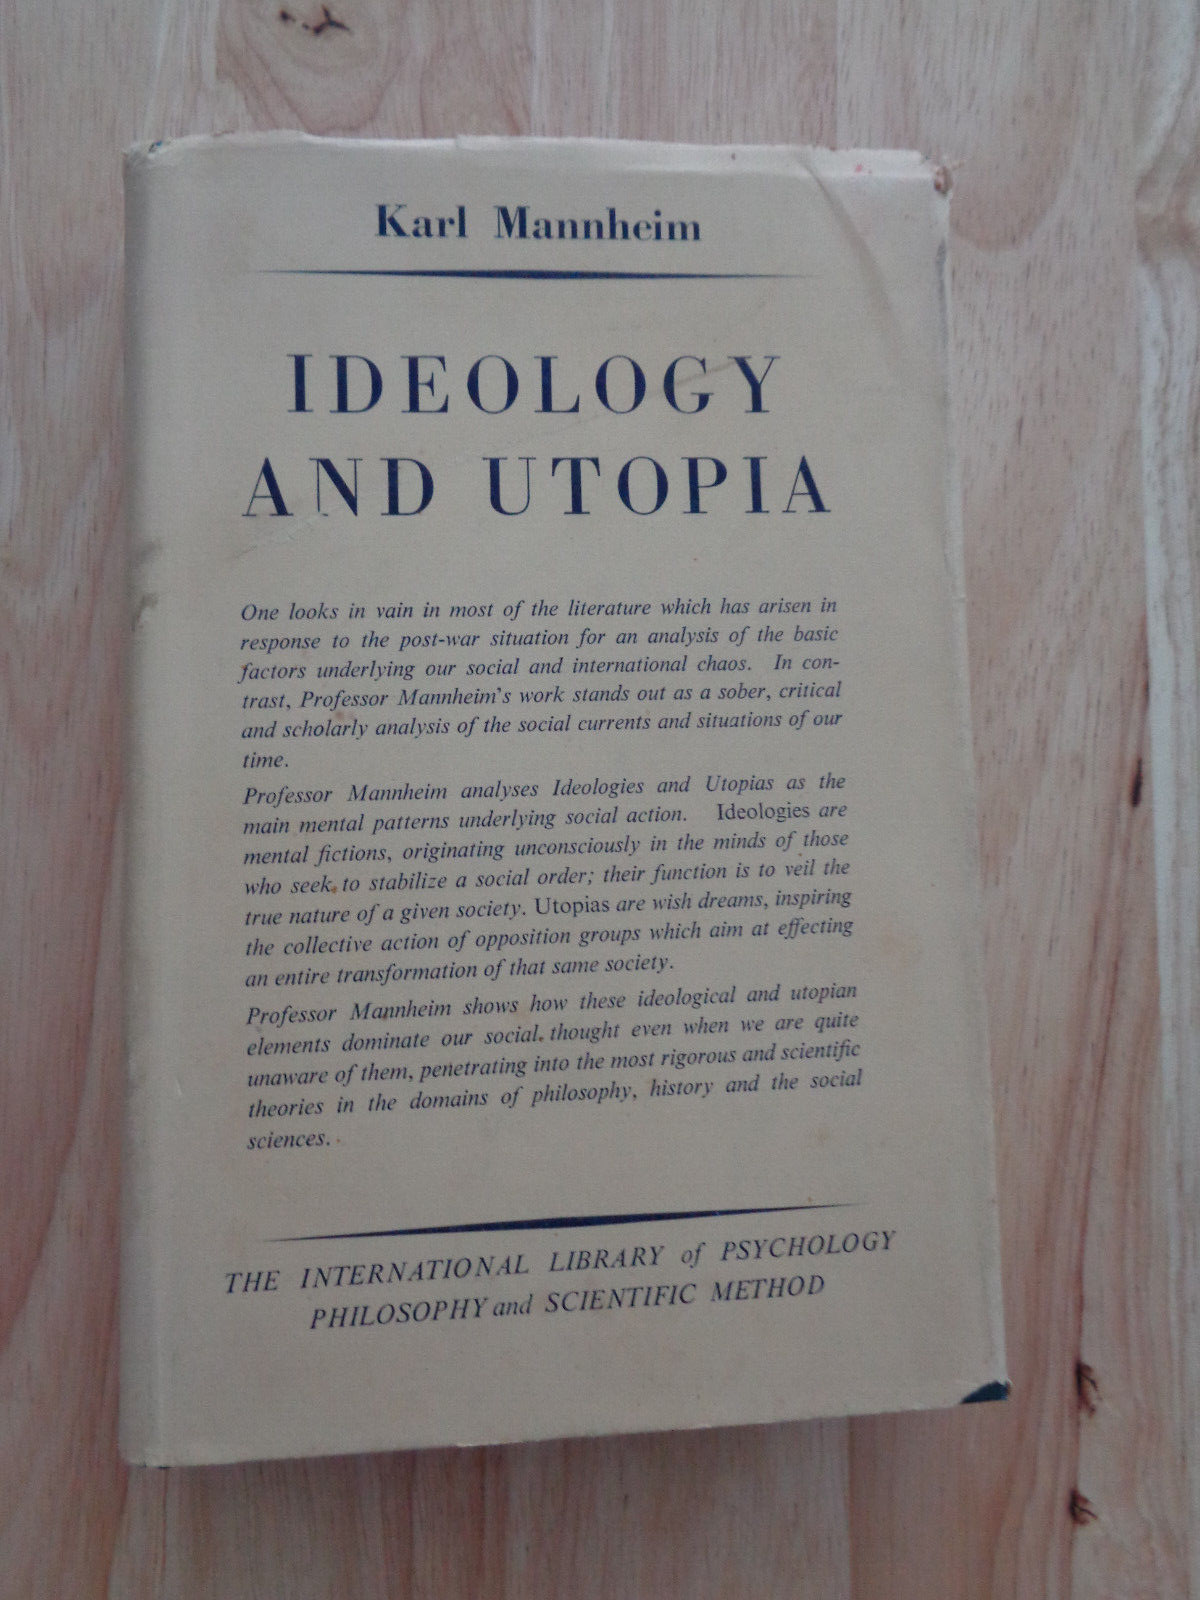 Karl Mannheim
IDEOLOGY
AND UTOPIA
One looks in vain in most of the literature which has arisen in
response to the post-war situation for an analysis of the basic
factors underlying our social and international chaos. In con-
trast, Professor Mannheim's work stands out as a sober, critical
and scholarly analysis of the social currents and situations of our
time.
Professor Mannheim analyses Ideologies and Utopias as the
main mental patterns underlying social action. Ideologies are
mental fictions, originating unconsciously in the minds of those
who seek to stabilize a social order; their function is to veil the
true nature of a given society. Utopias are wish dreams, inspiring
the collective action of opposition groups which aim at effecting
an entire transformation of that same society.
Professor Mannheim shows how these ideological and utopian
elements dominate our social thought even when we are quite
unaware of them, penetrating into the most rigorous and scientific
theories in the domains of philosophy, history and the social
sciences.
THE INTERNATIONAL LIBRARY of PSYCHOLOGY
PHILOSOPHY and SCIENTIFIC METHOD